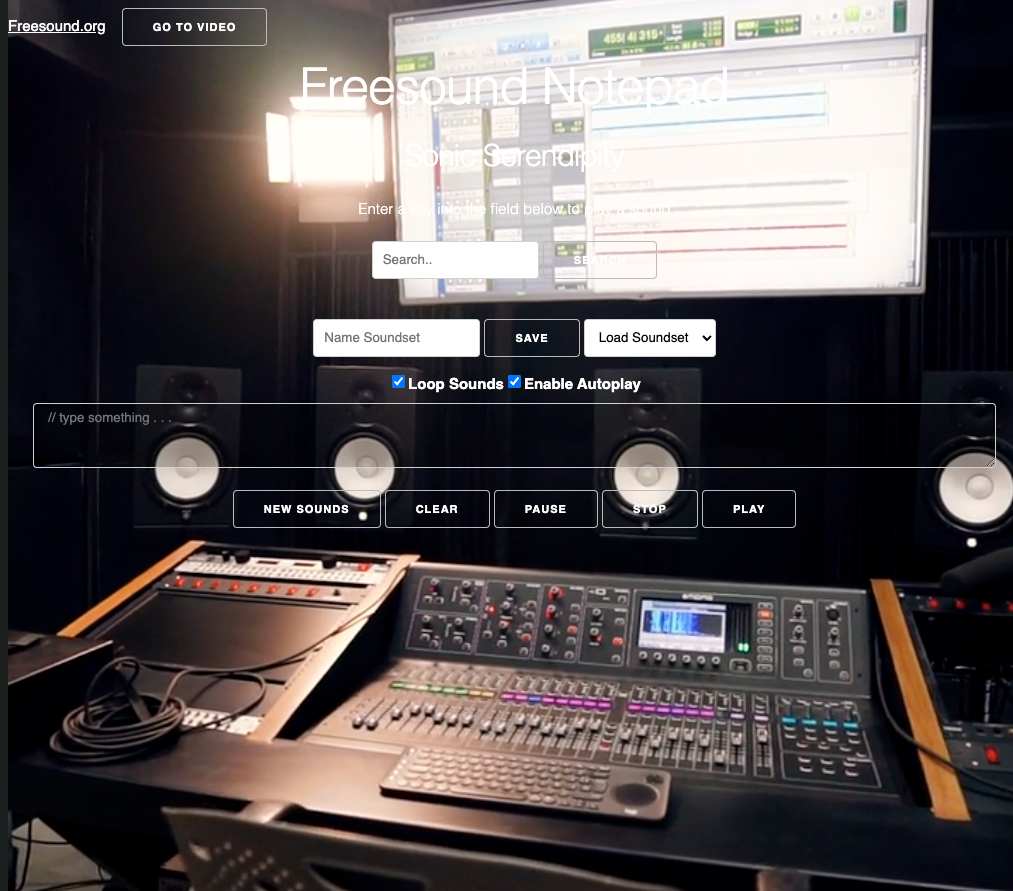 Freesound.org GO TO VIDEO
Freesound Notepad
Sonic Serendipity
Enter a key into the field below to play a sound
Search.. SEARCH
Name Soundset SAVE Load Soundset
Loop Sounds Enable Autoplay
// type something . . .
NEW SOUNDS CLEAR PAUSE STOP PLAY
MIDAS